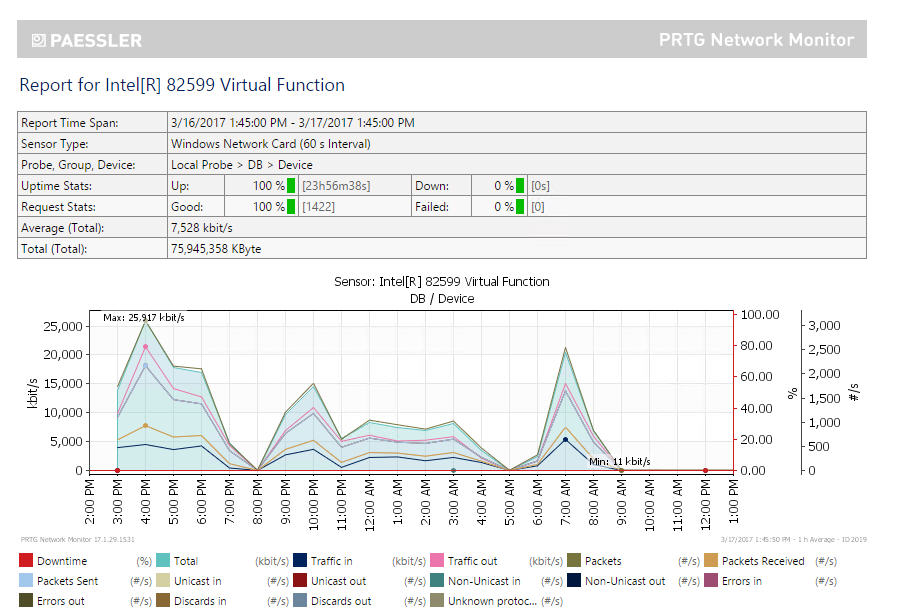 PAESSLER PRTG Network Monitor
Report for Intel[R] 82599 Virtual Function
Report Time Span: 3/16/2017 1:45:00 PM - 3/17/2017 1:45:00 PM
Sensor Type: Windows Network Card (60 s Interval)
Probe, Group, Device: Local Probe > DB > Device
Uptime Stats: Up: 100 % [23h56m38s] Down: 0 % [0s]
Request Stats: Good: 100 % [1422] Failed: 0 % [0]
Average (Total): 7,528 kbit/s
Total (Total): 75,945,358 KByte
Sensor: Intel[R] 82599 Virtual Function
DB / Device
Max: 25,917 kbit/s
25,000
20,000
15,000
10,000
5,000
0
kbit/s
100.00
80.00
60.00
40.00
20.00
0.00
%
3,000
2,500
2,000
1,500
1,000
500
0
#/s
Min: 11 kbit/s
2:00 PM
3:00 PM
4:00 PM
5:00 PM
6:00 PM
7:00 PM
8:00 PM
9:00 PM
10:00 PM
11:00 PM
12:00 AM
1:00 AM
2:00 AM
3:00 AM
4:00 AM
5:00 AM
6:00 AM
7:00 AM
8:00 AM
9:00 AM
10:00 AM
11:00 AM
12:00 PM
1:00 PM
PRTG Network Monitor 17.1.29.1531 3/17/2017 1:45:50 PM - 1 h Average - ID 2019
Downtime (%) Total (kbit/s) Traffic in (kbit/s) Traffic out (kbit/s) Packets (#/s) Packets Received (#/s)
Packets Sent (#/s) Unicast in (#/s) Unicast out (#/s) Non-Unicast in (#/s) Non-Unicast out (#/s) Errors in (#/s)
Errors out (#/s) Discards in (#/s) Discards out (#/s) Unknown protoc... (#/s)